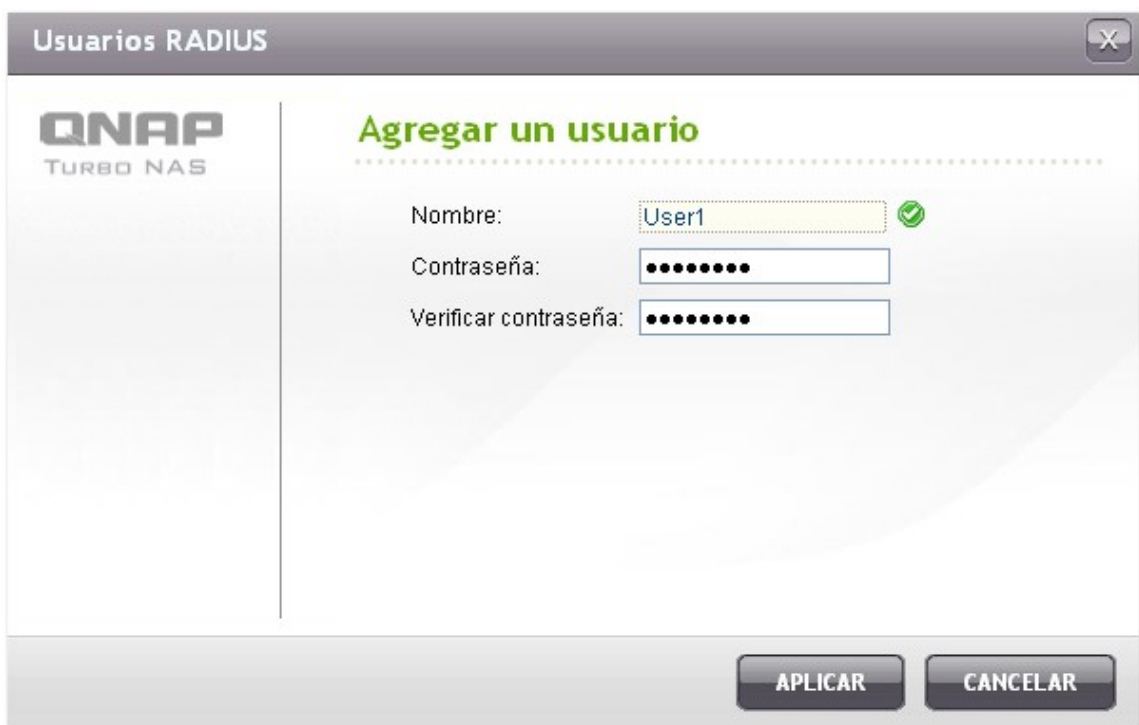 Usuarios RADIUS
X
QNAP
TURBO NAS
Agregar un usuario
Nombre: User1
Contraseña: ••••••••
Verificar contraseña: ••••••••
APLICAR CANCELAR